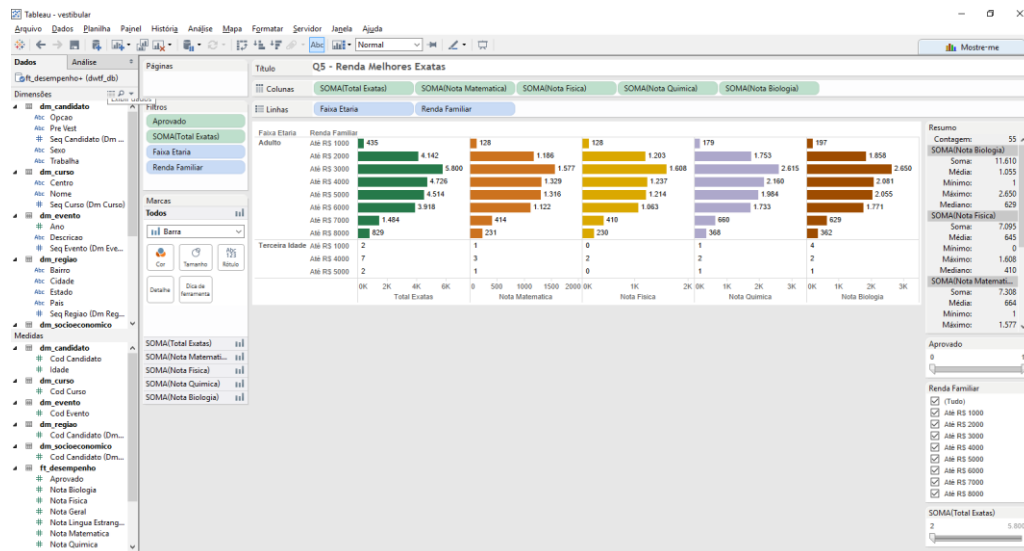 Tableau - vestibular
Arquivo Dados Planilha Painel História Análise Mapa Formatar Servidor Janela Ajuda
Abc Normal Mostre-me
Dados Análise
ft_desempenho+ (dwtf_db)
Dimensões
dm_candidato
Abc Opcao
Abc Pre Vest
# Seq Candidato (Dm ...
Abc Sexo
Abc Trabalha
dm_curso
Abc Centro
Abc Nome
# Seq Curso (Dm Curso)
dm_evento
# Ano
Abc Descricao
# Seq Evento (Dm Eve...
dm_regiao
Abc Bairro
Abc Cidade
Abc Estado
Abc Pais
# Seq Regiao (Dm Reg...
dm_socioeconomico
Medidas
dm_candidato
# Cod Candidato
# Idade
dm_curso
# Cod Curso
dm_evento
# Cod Evento
dm_regiao
# Cod Candidato (Dm...
dm_socioeconomico
# Cod Candidato (Dm...
ft_desempenho
# Aprovado
# Nota Biologia
# Nota Fisica
# Nota Geral
# Nota Lingua Estrang...
# Nota Matematica
# Nota Quimica
Páginas
Filtros
Aprovado
SOMA(Total Exatas)
Faixa Etaria
Renda Familiar
Marcas
Todos
Barra
Cor Tamanho Rótulo
Detalhe Dica de ferramenta
SOMA(Total Exatas)
SOMA(Nota Matemati...
SOMA(Nota Fisica)
SOMA(Nota Quimica)
SOMA(Nota Biologia)
Título Q5 - Renda Melhores Exatas
Colunas SOMA(Total Exatas) SOMA(Nota Matematica) SOMA(Nota Fisica) SOMA(Nota Quimica) SOMA(Nota Biologia)
Linhas Faixa Etaria Renda Familiar
Faixa Etaria Renda Familiar
Adulto Até R$ 1000 435 128 128 179 197
Até R$ 2000 4.142 1.186 1.203 1.753 1.858
Até R$ 3000 5.800 1.577 1.608 2.615 2.650
Até R$ 4000 4.726 1.329 1.237 2.160 2.081
Até R$ 5000 4.514 1.316 1.214 1.984 2.055
Até R$ 6000 3.918 1.122 1.063 1.733 1.771
Até R$ 7000 1.484 414 410 660 629
Até R$ 8000 829 231 230 368 362
Terceira Idade Até R$ 1000 2 1 0 1 4
Até R$ 4000 7 3 2 2 2
Até R$ 5000 2 1 0 1 1
0K 2K 4K 6K 0 500 1000 1500 2000 0K 1K 2K 0K 1K 2K 3K 0K 1K 2K 3K
Total Exatas Nota Matematica Nota Fisica Nota Quimica Nota Biologia
Resumo
Contagem: 55
SOMA(Nota Biologia)
Soma: 11.610
Média: 1.055
Mínimo: 1
Máximo: 2.650
Mediano: 629
SOMA(Nota Fisica)
Soma: 7.095
Média: 645
Mínimo: 0
Máximo: 1.608
Mediano: 410
SOMA(Nota Matemati...
Soma: 7.308
Média: 664
Mínimo: 1
Máximo: 1.577
Aprovado
0 1
Renda Familiar
(Tudo)
Até R$ 1000
Até R$ 2000
Até R$ 3000
Até R$ 4000
Até R$ 5000
Até R$ 6000
Até R$ 7000
Até R$ 8000
SOMA(Total Exatas)
2 5.800